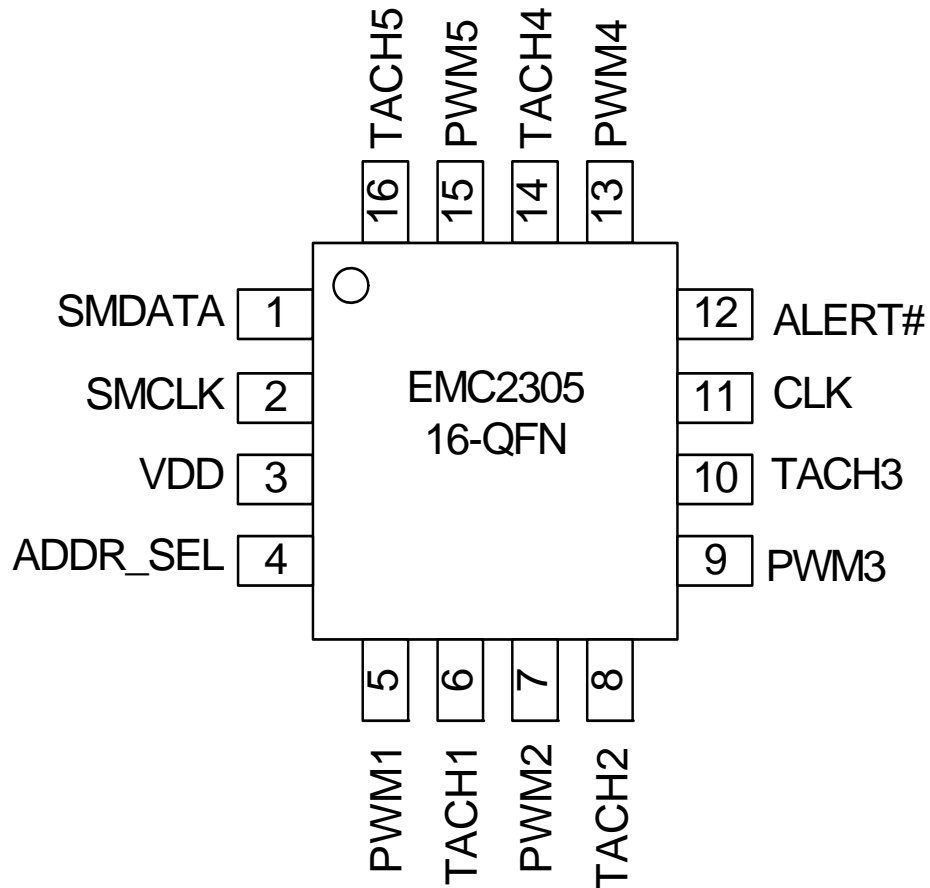 TACH5
PWM5
TACH4
PWM4
16
15
14
13
SMDATA
1
SMCLK
2
VDD
3
ADDR_SEL
4
EMC2305
16-QFN
12
ALERT#
11
CLK
10
TACH3
9
PWM3
5
6
7
8
PWM1
TACH1
PWM2
TACH2